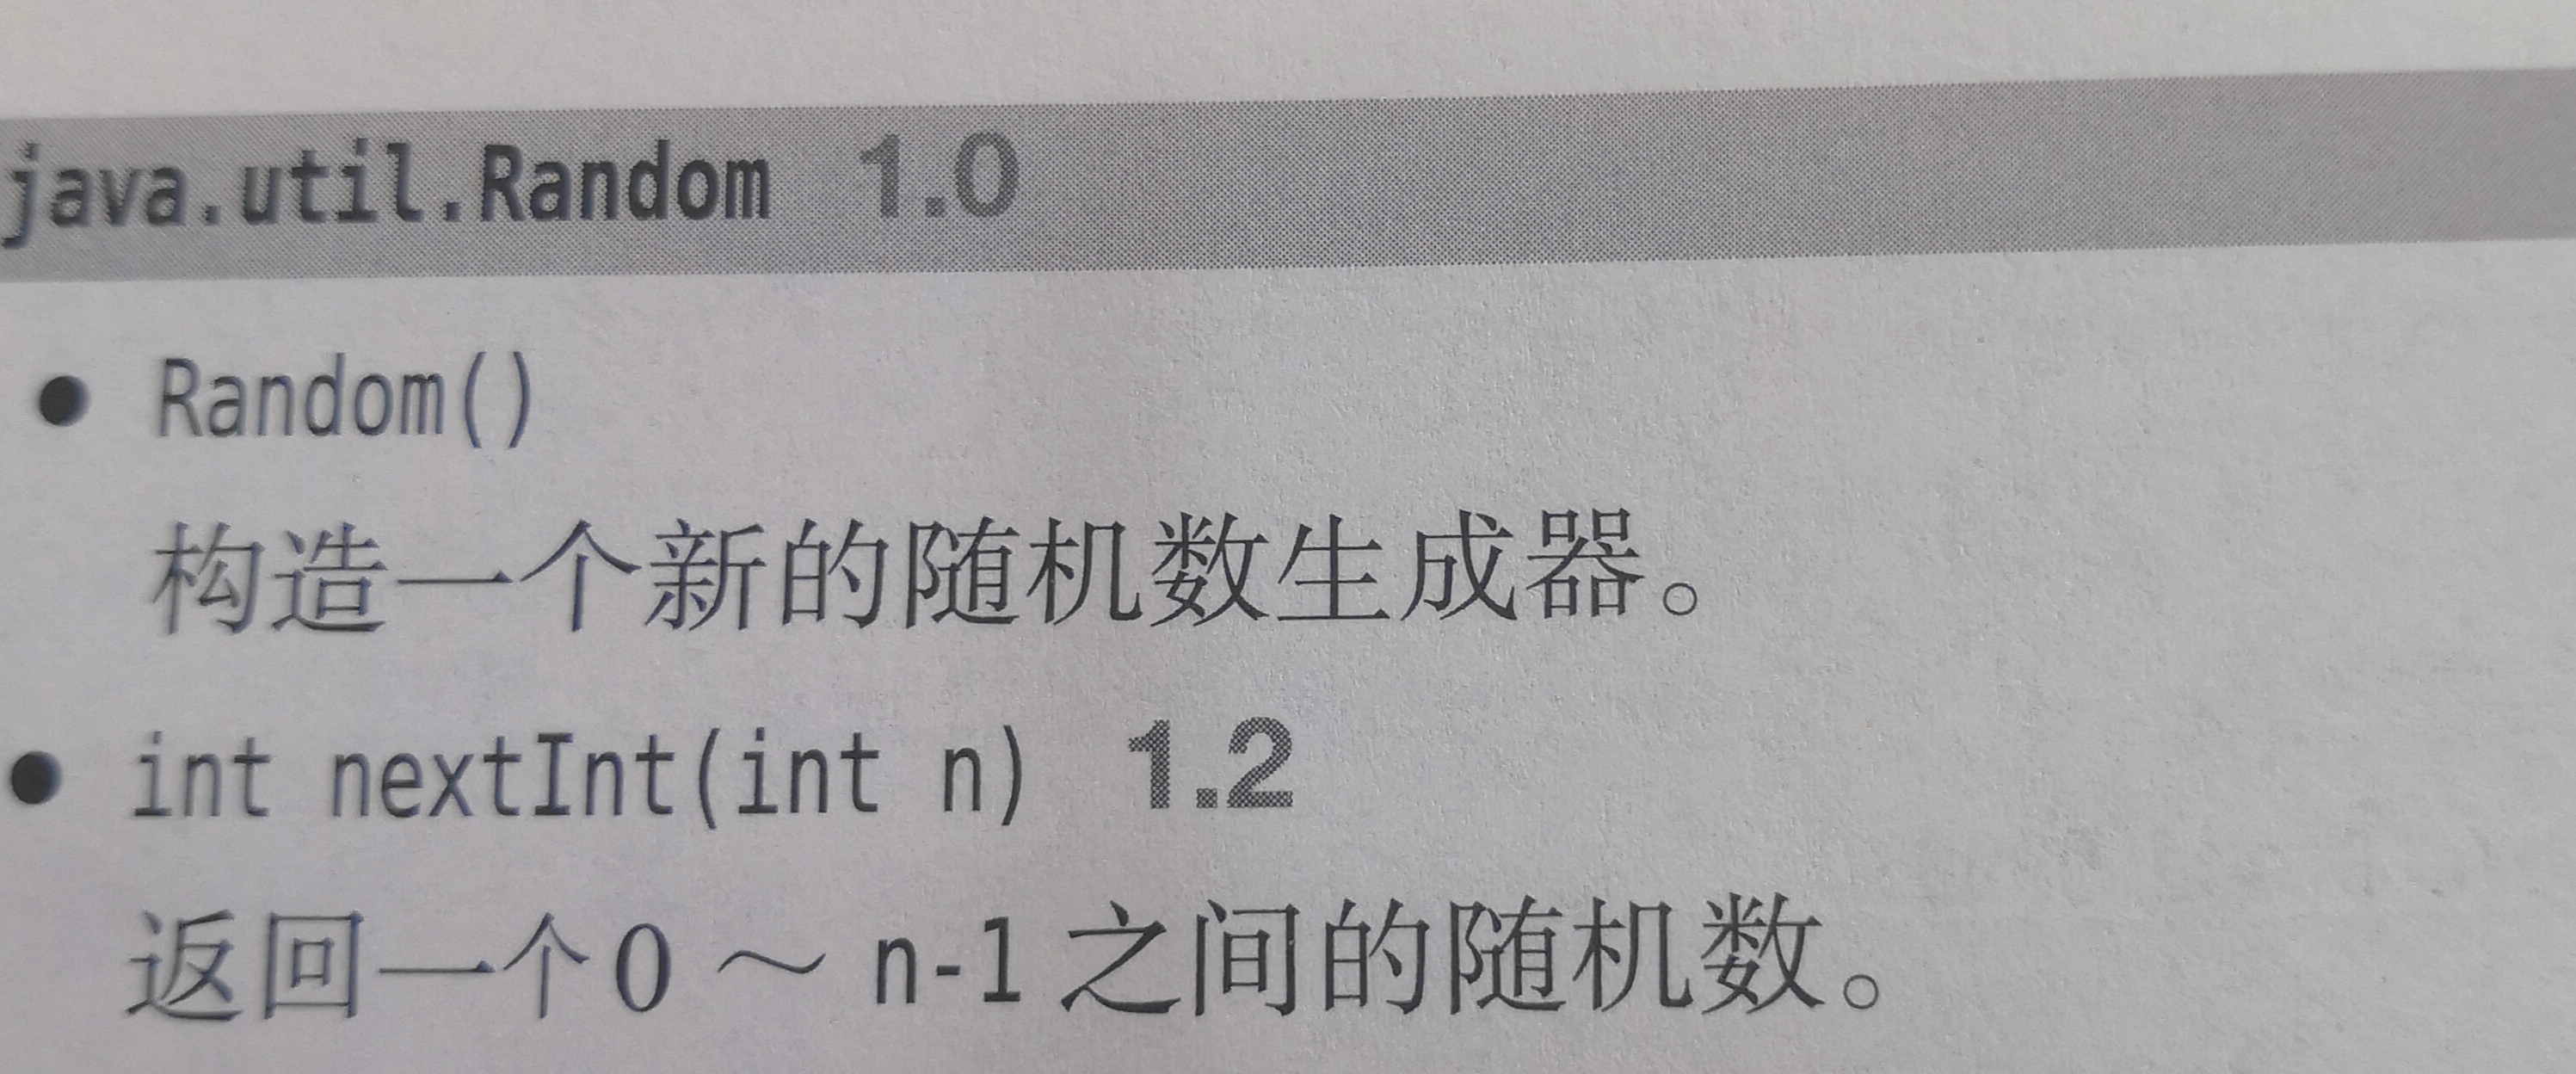 java.util.Random 1.0
● Random()
构造一个新的随机数生成器。
● int nextInt(int n) 1.2
返回一个0 ～ n-1 之间的随机数。